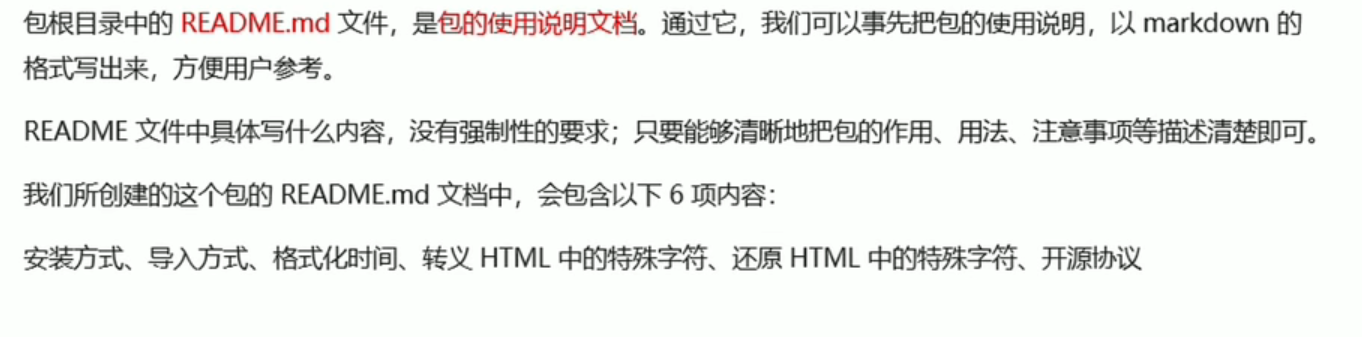 包根目录中的 README.md 文件，是包的使用说明文档。通过它，我们可以事先把包的使用说明，以 markdown 的
格式写出来，方便用户参考。
README 文件中具体写什么内容，没有强制性的要求；只要能够清晰地把包的作用、用法、注意事项等描述清楚即可。
我们所创建的这个包的 README.md 文档中，会包含以下 6 项内容：
安装方式、导入方式、格式化时间、转义 HTML 中的特殊字符、还原 HTML 中的特殊字符、开源协议